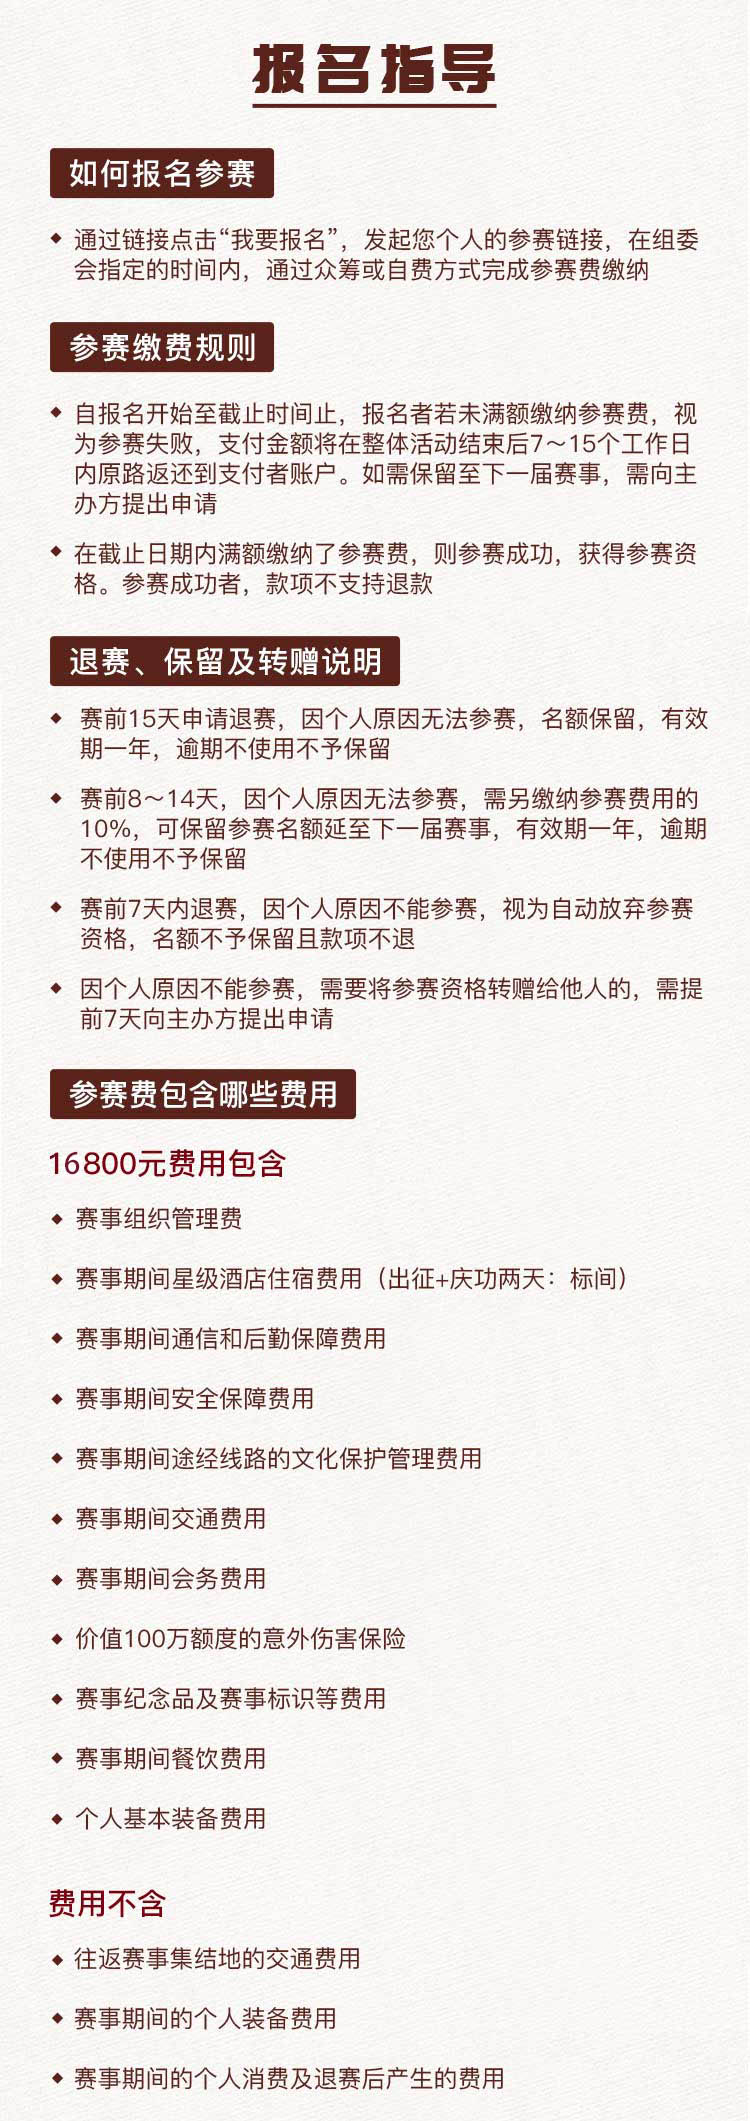 报名指导
如何报名参赛
◆ 通过链接点击“我要报名”，发起您个人的参赛链接，在组委
会指定的时间内，通过众筹或自费方式完成参赛费缴纳
参赛缴费规则
◆ 自报名开始至截止时间止，报名者若未满额缴纳参赛费，视
为参赛失败，支付金额将在整体活动结束后7～15个工作日
内原路返还到支付者账户。如需保留至下一届赛事，需向主
办方提出申请
◆ 在截止日期内满额缴纳了参赛费，则参赛成功，获得参赛资
格。参赛成功者，款项不支持退款
退赛、保留及转赠说明
◆ 赛前15天申请退赛，因个人原因无法参赛，名额保留，有效
期一年，逾期不使用不予保留
◆ 赛前8～14天，因个人原因无法参赛，需另缴纳参赛费用的
10%，可保留参赛名额延至下一届赛事，有效期一年，逾期
不使用不予保留
◆ 赛前7天内退赛，因个人原因不能参赛，视为自动放弃参赛
资格，名额不予保留且款项不退
◆ 因个人原因不能参赛，需要将参赛资格转赠给他人的，需提
前7天向主办方提出申请
参赛费包含哪些费用
16800元费用包含
◆ 赛事组织管理费
◆ 赛事期间星级酒店住宿费用（出征+庆功两天：标间）
◆ 赛事期间通信和后勤保障费用
◆ 赛事期间安全保障费用
◆ 赛事期间途经线路的文化保护管理费用
◆ 赛事期间交通费用
◆ 赛事期间会务费用
◆ 价值100万额度的意外伤害保险
◆ 赛事纪念品及赛事标识等费用
◆ 赛事期间餐饮费用
◆ 个人基本装备费用
费用不含
◆ 往返赛事集结地的交通费用
◆ 赛事期间的个人装备费用
◆ 赛事期间的个人消费及退赛后产生的费用